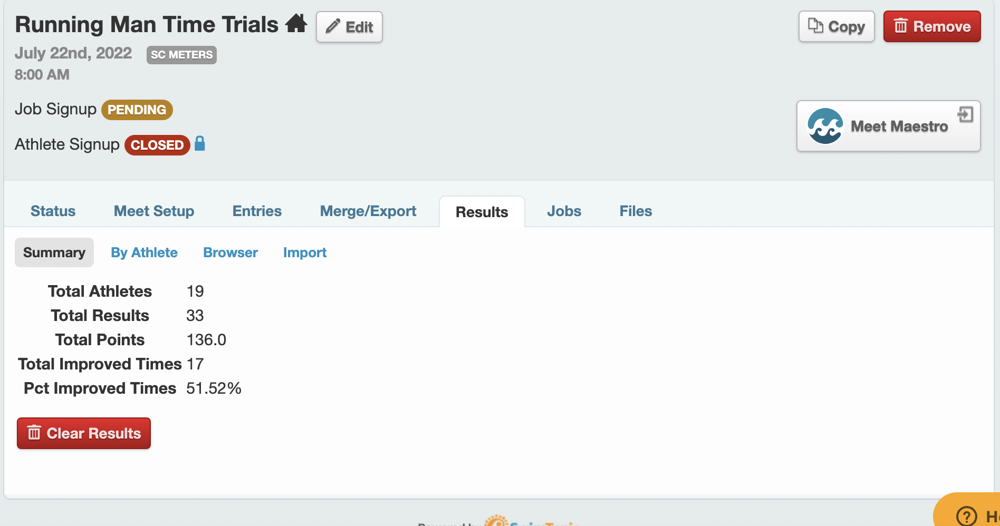 Running Man Time Trials Edit Copy Remove
July 22nd, 2022 SC METERS
8:00 AM
Job Signup PENDING
Meet Maestro
Athlete Signup CLOSED
Status Meet Setup Entries Merge/Export Results Jobs Files
Summary By Athlete Browser Import
Total Athletes 19
Total Results 33
Total Points 136.0
Total Improved Times 17
Pct Improved Times 51.52%
Clear Results
?